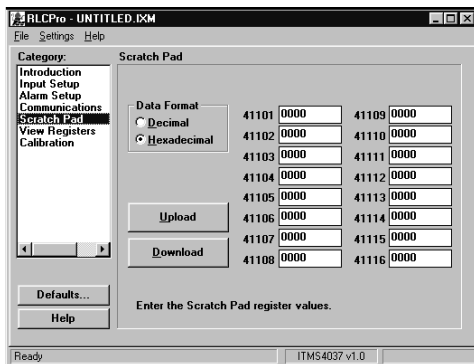 RLCPro - UNTITLED.IXM
File Settings Help
Category:
Introduction
Input Setup
Alarm Setup
Communications
Scratch Pad
View Registers
Calibration
Defaults...
Help
Scratch Pad
Data Format
Decimal
Hexadecimal
Upload
Download
41101 0000 41109 0000
41102 0000 41110 0000
41103 0000 41111 0000
41104 0000 41112 0000
41105 0000 41113 0000
41106 0000 41114 0000
41107 0000 41115 0000
41108 0000 41116 0000
Enter the Scratch Pad register values.
Ready ITMS4037 v1.0